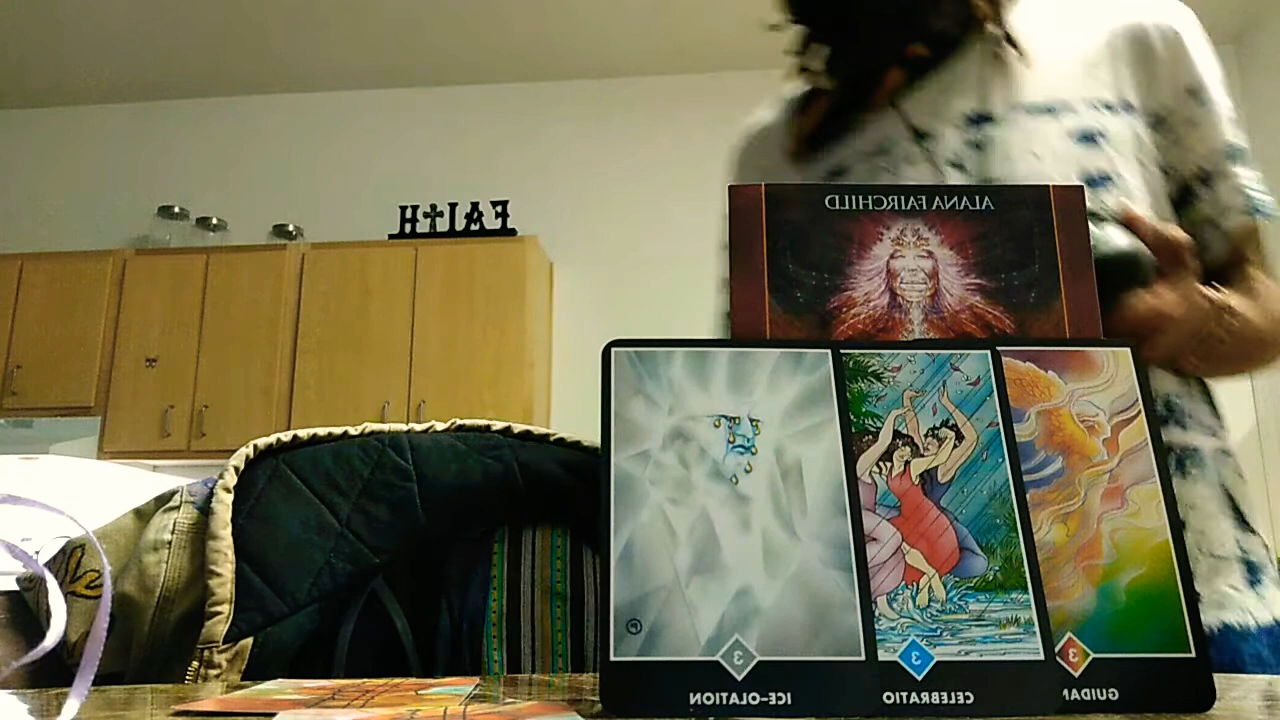 FAITH
ALANA FAIRCHILD
3
3
3
ICE-OLATION
CELEBRATIO
GUIDAN